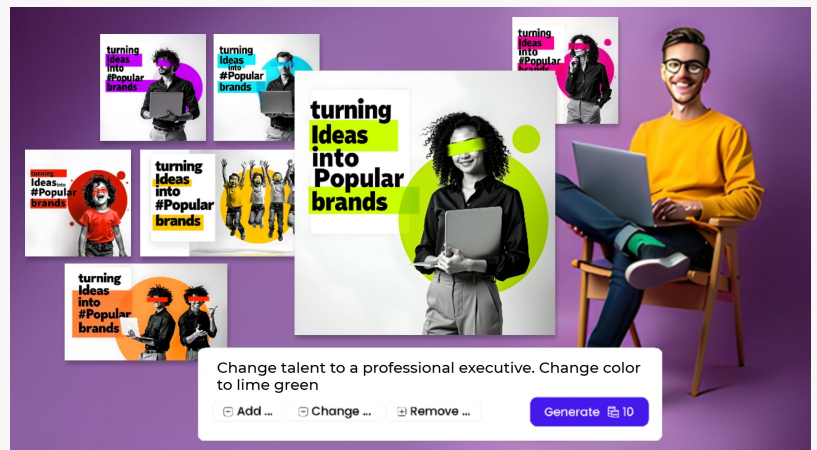 turning
Ideas
into
#Popular
brands
turning
Ideas
into
#Popular
brands
turning
Ideas
into
#Popular
brands
turning
Ideas
into
Popular
brands
turning
Ideas into
#Popular
brands
turning
Ideas
into
#Popular
brands
turning
Ideas
into
#Popular
brands
Change talent to a professional executive. Change color
to lime green
Add ... Change ... Remove ... Generate 10